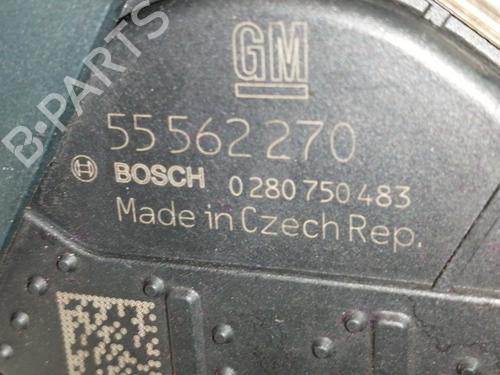 GM
55562270
BOSCH 0 280 750 483
Made in Czech Rep.
B-PARTS